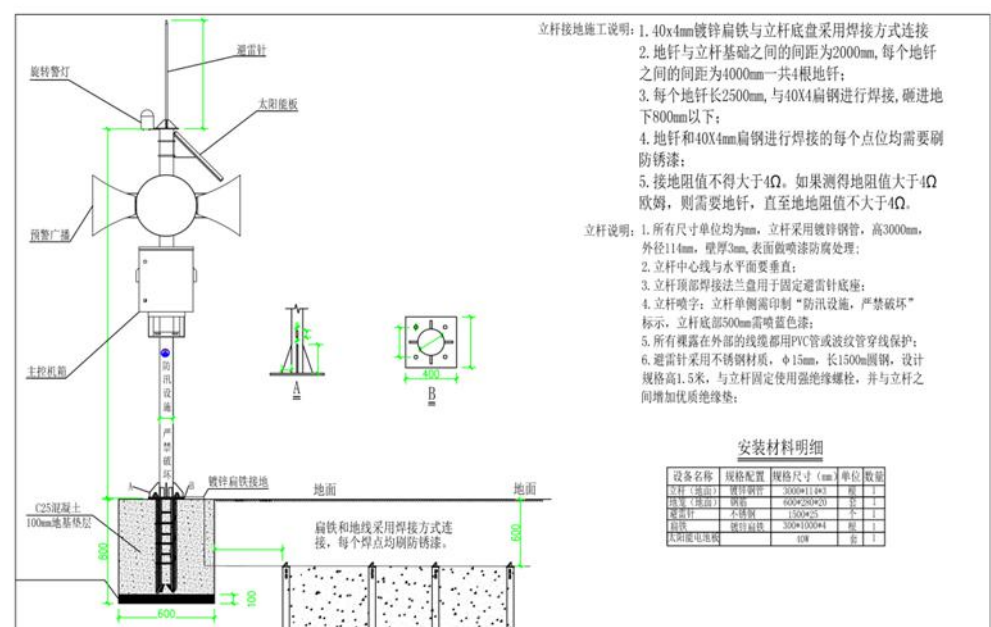 立杆接地施工说明:
1.40x4mm镀锌扁铁与立杆底盘采用焊接方式连接
2.地钎与立杆基础之间的间距为2000mm,每个地钎
之间的间距为4000mm一共4根地钎;
3.每个地钎长2500mm,与40X4扁钢进行焊接,砸进地
下800mm以下;
4.地钎和40X4mm扁钢进行焊接的每个点位均需要刷
防锈漆;
5.接地阻值不得大于4Ω。如果测得地阻值大于4Ω
欧姆,则需要地钎,直至地地阻值不大于4Ω。
立杆说明:
1.所有尺寸单位均为mm,立杆采用镀锌钢管,高3000mm,
外径114mm,壁厚3mm,表面做喷漆防腐处理;
2.立杆中心线与水平面要垂直;
3.立杆顶部焊接法兰盘用于固定避雷针底座;
4.立杆喷字:立杆单侧需印制“防汛设施,严禁破坏”
标示,立杆底部500mm需喷蓝色漆;
5.所有裸露在外部的线缆都用PVC管或波纹管穿线保护;
6.避雷针采用不锈钢材质,φ15mm,长1500m圆钢,设计
规格高1.5米,与立杆固定使用强绝缘螺栓,并与立杆之
间增加优质绝缘垫;
避雷针
旋转警灯
太阳能板
预警广播
主控机箱
防汛设施
严禁破坏
A
B
400
A
B
镀锌扁铁接地
地面
地面
C25混凝土
100mm地基垫层
扁铁和地线采用焊接方式连
接,每个焊点均刷防锈漆。
800
600
100
600
安装材料明细
设备名称 规格配置 规格尺寸(mm) 单位 数量
立杆(地面) 镀锌钢管 3000*114*3 根 1
地笼(地面) 钢筋 600*280*20 套 1
避雷针 不锈钢 1500*25 个 1
扁铁 镀锌扁铁 300*1000*4 根 1
太阳能电池板 40W 套 1